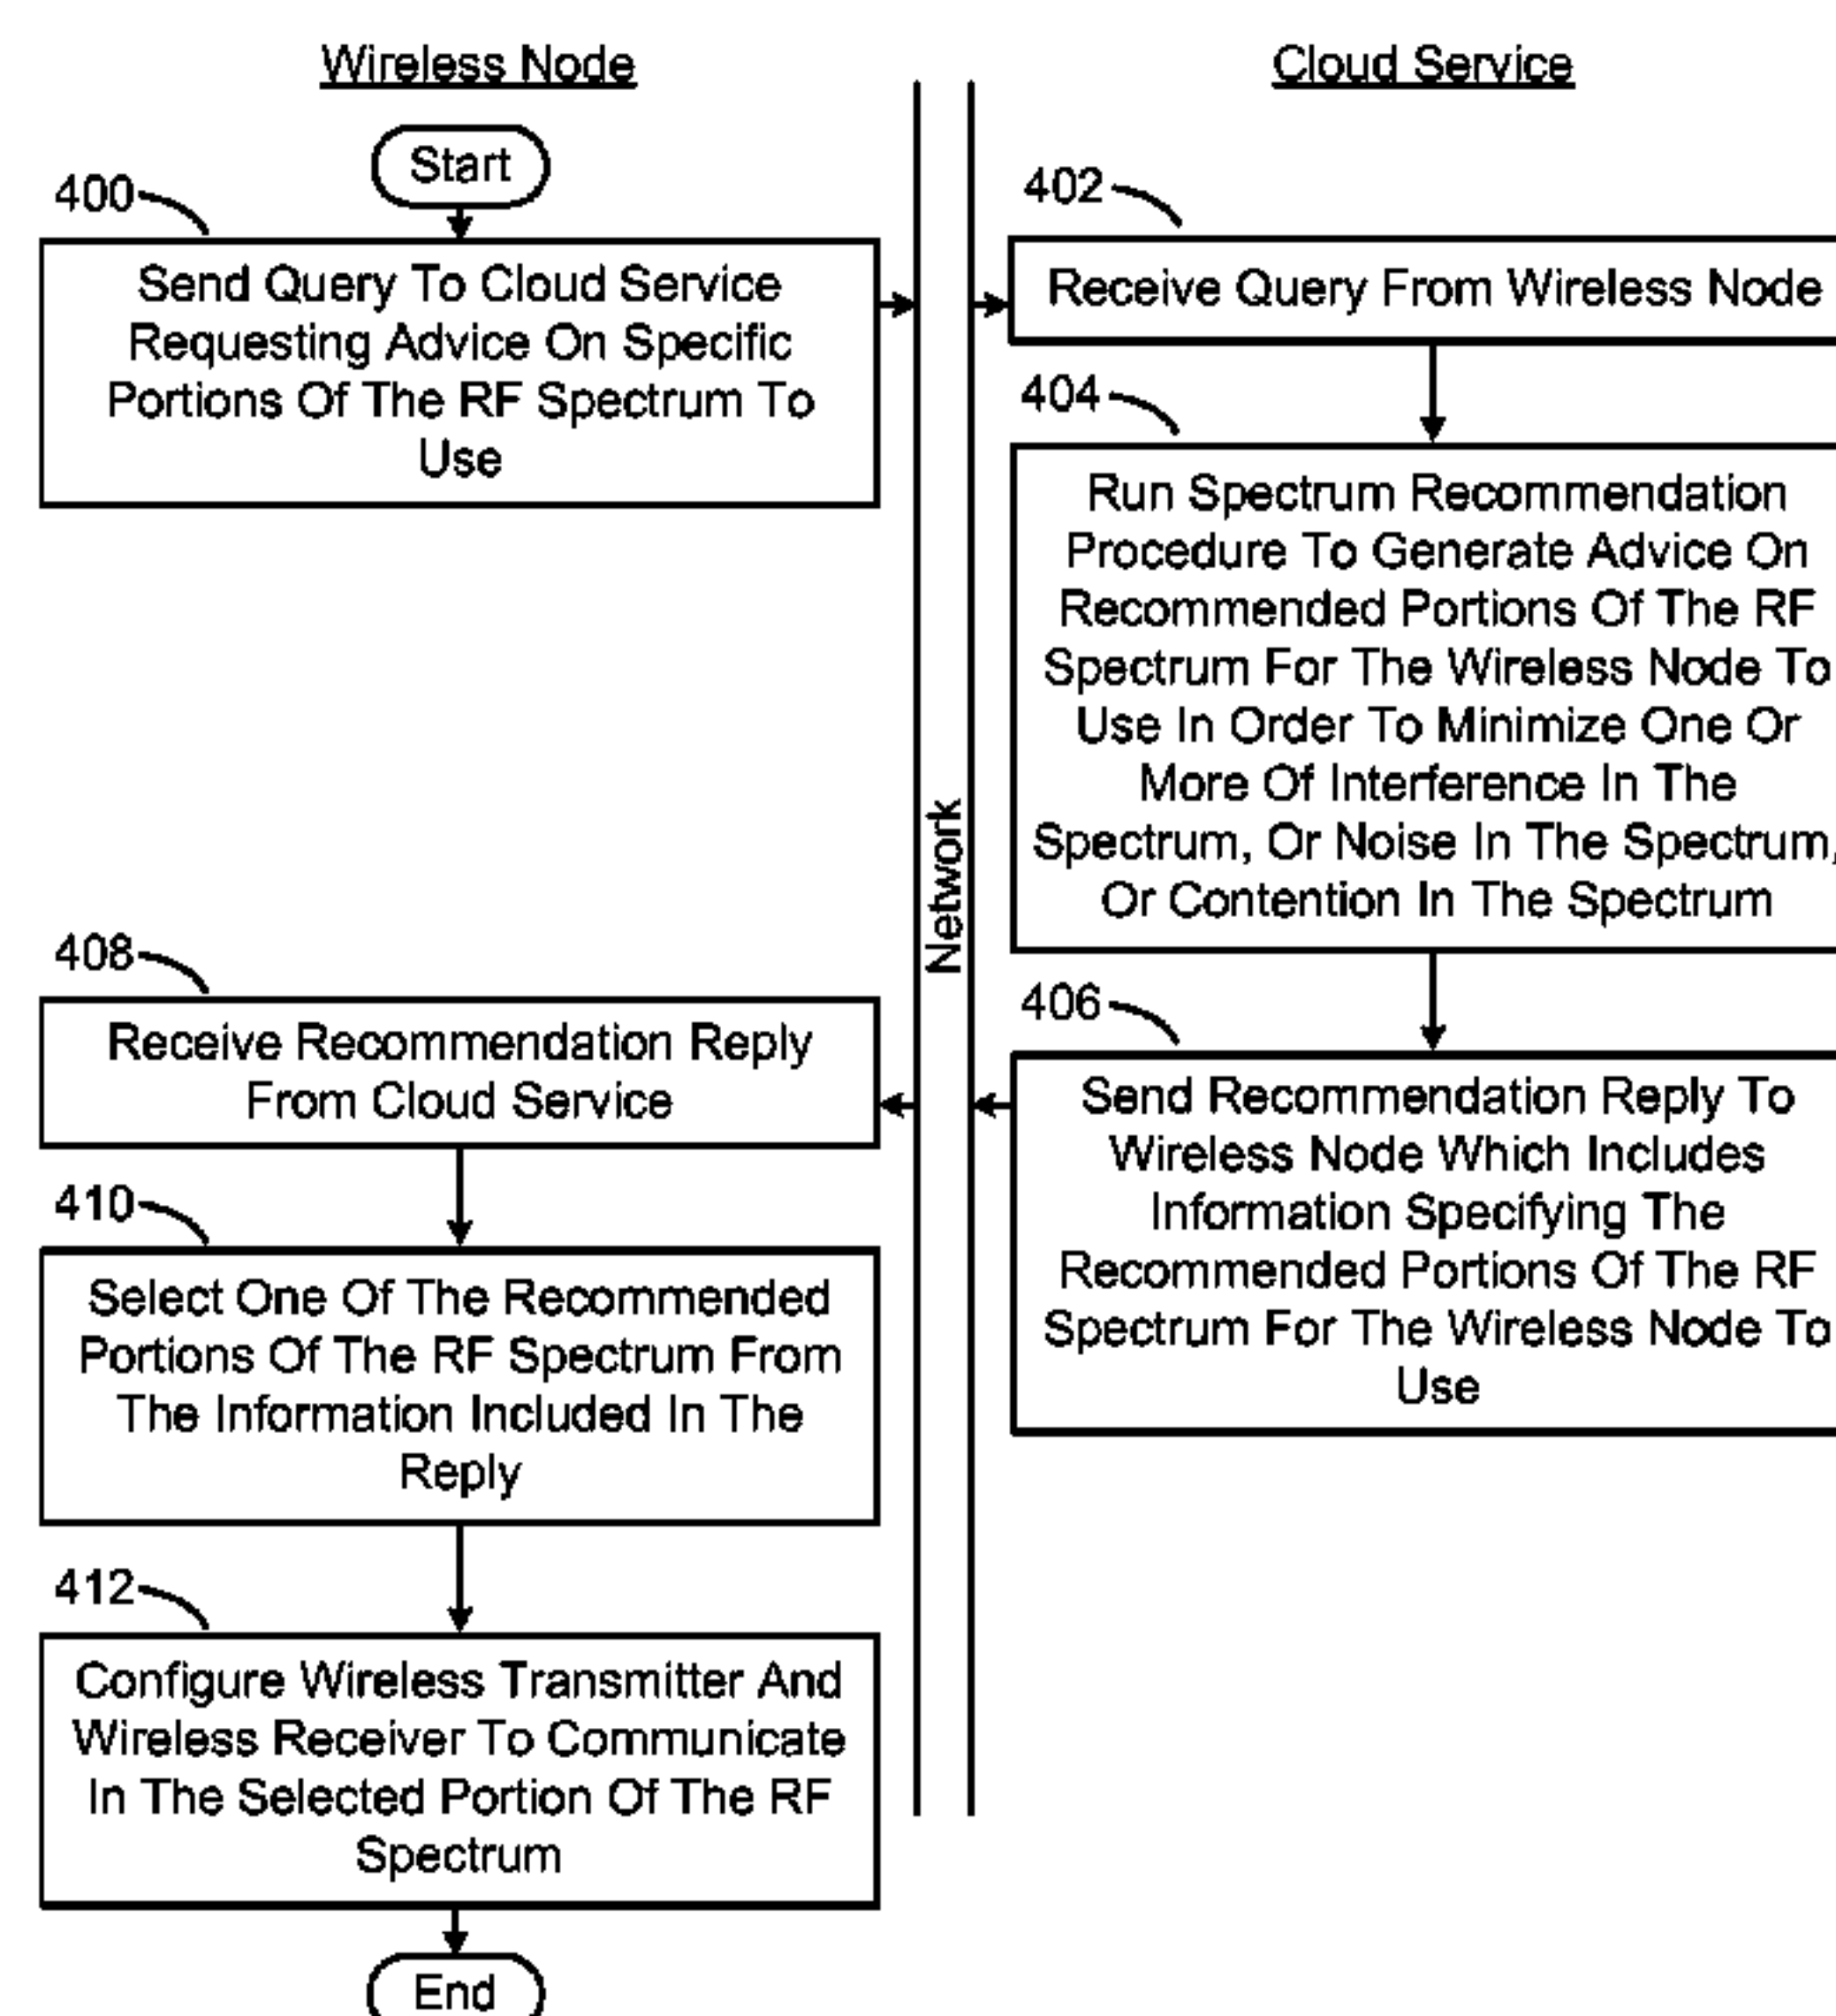 Wireless Node
Cloud Service
Start
400
Send Query To Cloud Service
Requesting Advice On Specific
Portions Of The RF Spectrum To
Use
402
Receive Query From Wireless Node
404
Run Spectrum Recommendation
Procedure To Generate Advice On
Recommended Portions Of The RF
Spectrum For The Wireless Node To
Use In Order To Minimize One Or
More Of Interference In The
Spectrum, Or Noise In The Spectrum,
Or Contention In The Spectrum
Network
406
Send Recommendation Reply To
Wireless Node Which Includes
Information Specifying The
Recommended Portions Of The RF
Spectrum For The Wireless Node To
Use
408
Receive Recommendation Reply
From Cloud Service
410
Select One Of The Recommended
Portions Of The RF Spectrum From
The Information Included In The
Reply
412
Configure Wireless Transmitter And
Wireless Receiver To Communicate
In The Selected Portion Of The RF
Spectrum
End